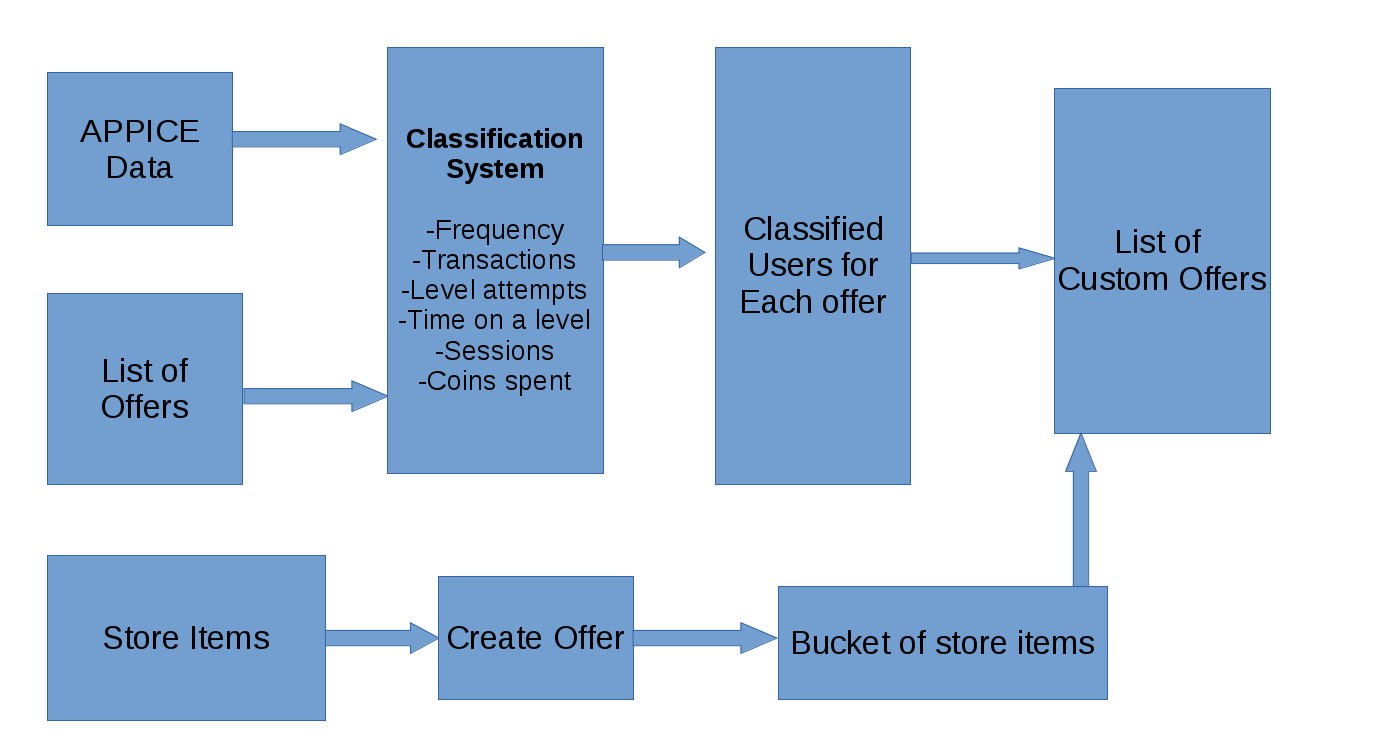 APPICE
Data
List of
Offers
Classification
System
-Frequency
-Transactions
-Level attempts
-Time on a level
-Sessions
-Coins spent
Classified
Users for
Each offer
List of
Custom Offers
Store Items
Create Offer
Bucket of store items